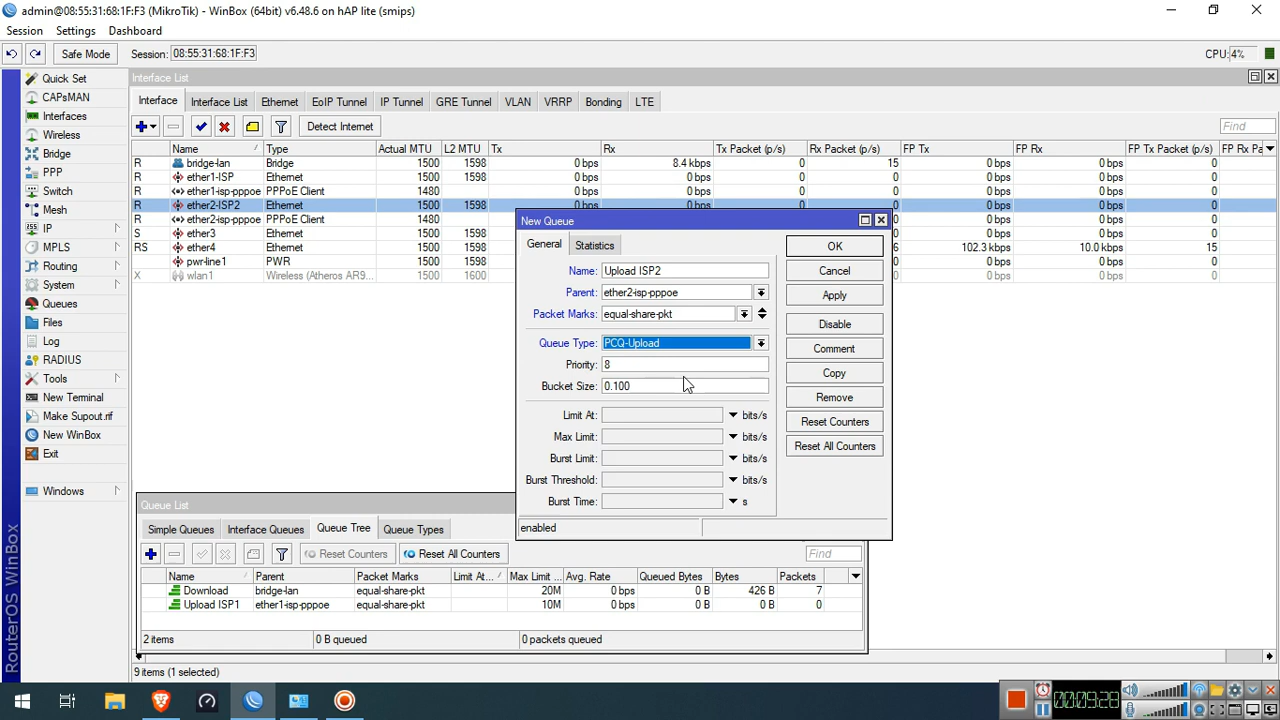 admin@08:55:31:68:1F:F3 (MikroTik) - WinBox (64bit) v6.48.6 on hAP lite (smips)
Session Settings Dashboard
Safe Mode Session: 08:55:31:68:1F:F3 CPU: 4%
Quick Set
CAPsMAN
Interfaces
Wireless
Bridge
PPP
Switch
Mesh
IP
MPLS
Routing
System
Queues
Files
Log
RADIUS
Tools
New Terminal
Make Supout.rif
New WinBox
Exit
Windows
RouterOS WinBox
Interface List
Interface Interface List Ethernet EoIP Tunnel IP Tunnel GRE Tunnel VLAN VRRP Bonding LTE
Detect Internet Find
Name Type Actual MTU L2 MTU Tx Rx Tx Packet (p/s) Rx Packet (p/s) FP Tx FP Rx FP Tx Packet (p/s) FP Rx Pa
R bridge-lan Bridge 1500 1598 0 bps 8.4 kbps 0 15 0 bps 0 bps 0
R ether1-ISP Ethernet 1500 1598 0 bps 0 bps 0 0 0 bps 0 bps 0
R ether1-isp-pppoe PPPoE Client 1480 0 bps 0 bps 0 0 0 bps 0 bps 0
R ether2-ISP2 Ethernet 1500 1598 0 bps 0 bps 0 0 0 bps 0 bps 0
R ether2-isp-pppoe PPPoE Client 1480 0 bps 0 bps 0
S ether3 Ethernet 1500 1598 0 bps 0 bps 0
RS ether4 Ethernet 1500 1598 6 102.3 kbps 10.0 kbps 15
pwr-line1 PWR 1500 1598 0 bps 0 bps 0
X wlan1 Wireless (Atheros AR9... 1500 1600 0 bps 0 bps 0
9 items (1 selected)
New Queue
General Statistics
Name: Upload ISP2
Parent: ether2-isp-pppoe
Packet Marks: equal-share-pkt
Queue Type: PCQ-Upload
Priority: 8
Bucket Size: 0.100
Limit At: bits/s
Max Limit: bits/s
Burst Limit: bits/s
Burst Threshold: bits/s
Burst Time: s
enabled
OK
Cancel
Apply
Disable
Comment
Copy
Remove
Reset Counters
Reset All Counters
Queue List
Simple Queues Interface Queues Queue Tree Queue Types
Reset Counters Reset All Counters Find
Name Parent Packet Marks Limit At... Max Limit ... Avg. Rate Queued Bytes Bytes Packets
Download bridge-lan equal-share-pkt 20M 0 bps 0 B 426 B 7
Upload ISP1 ether1-isp-pppoe equal-share-pkt 10M 0 bps 0 B 0 B 0
2 items 0 B queued 0 packets queued
00:09:28